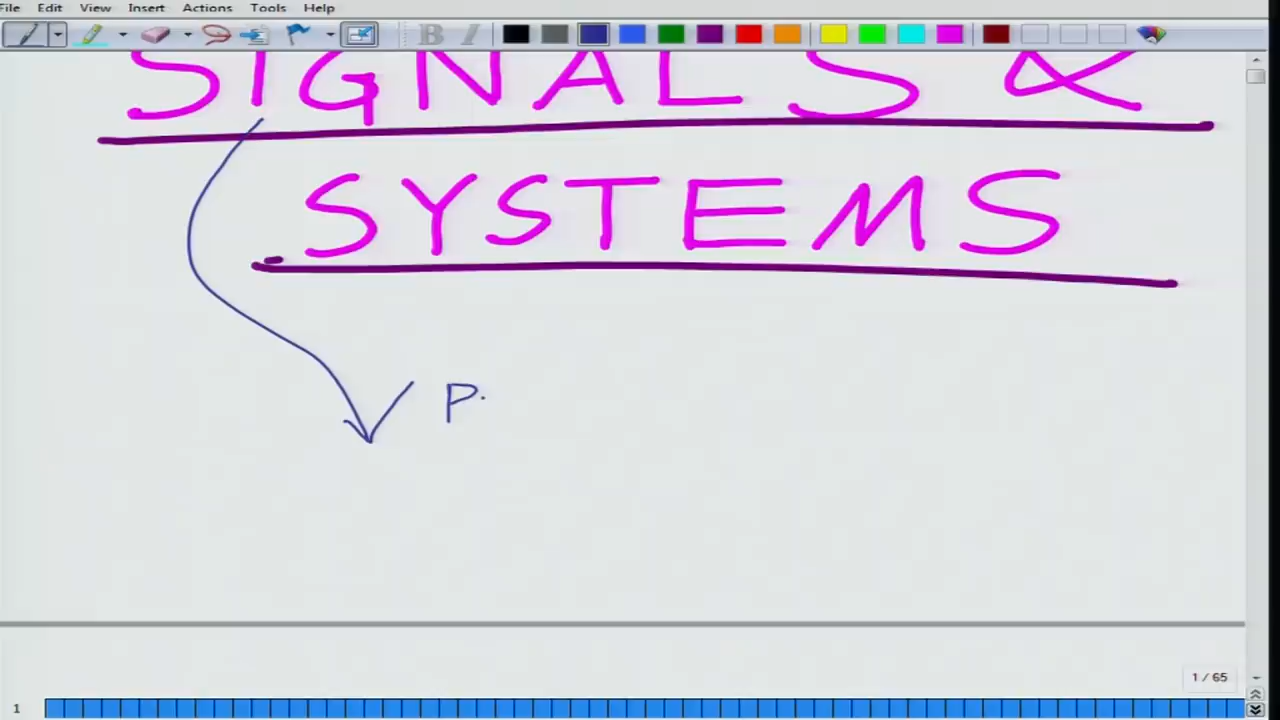 File Edit View Insert Actions Tools Help
B I
SIGNALS &
SYSTEMS
P
1 / 65
1